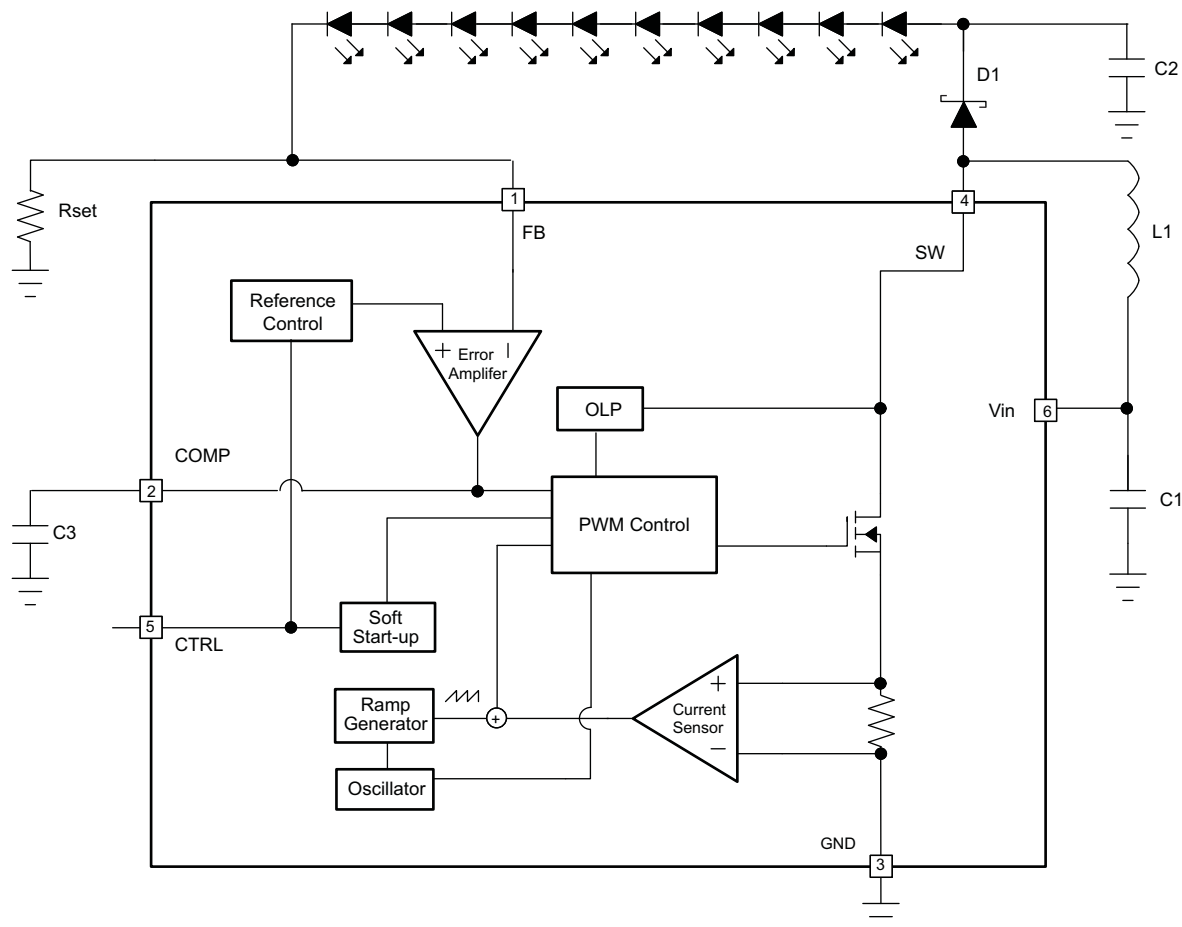 D1
C2
Rset
1
4
FB
SW
L1
Reference
Control
+ Error −
Amplifer
OLP
Vin
6
COMP
2
PWM Control
C1
C3
5
CTRL
Soft
Start-up
Ramp
Generator
+
+
Current
Sensor
−
Oscillator
GND
3